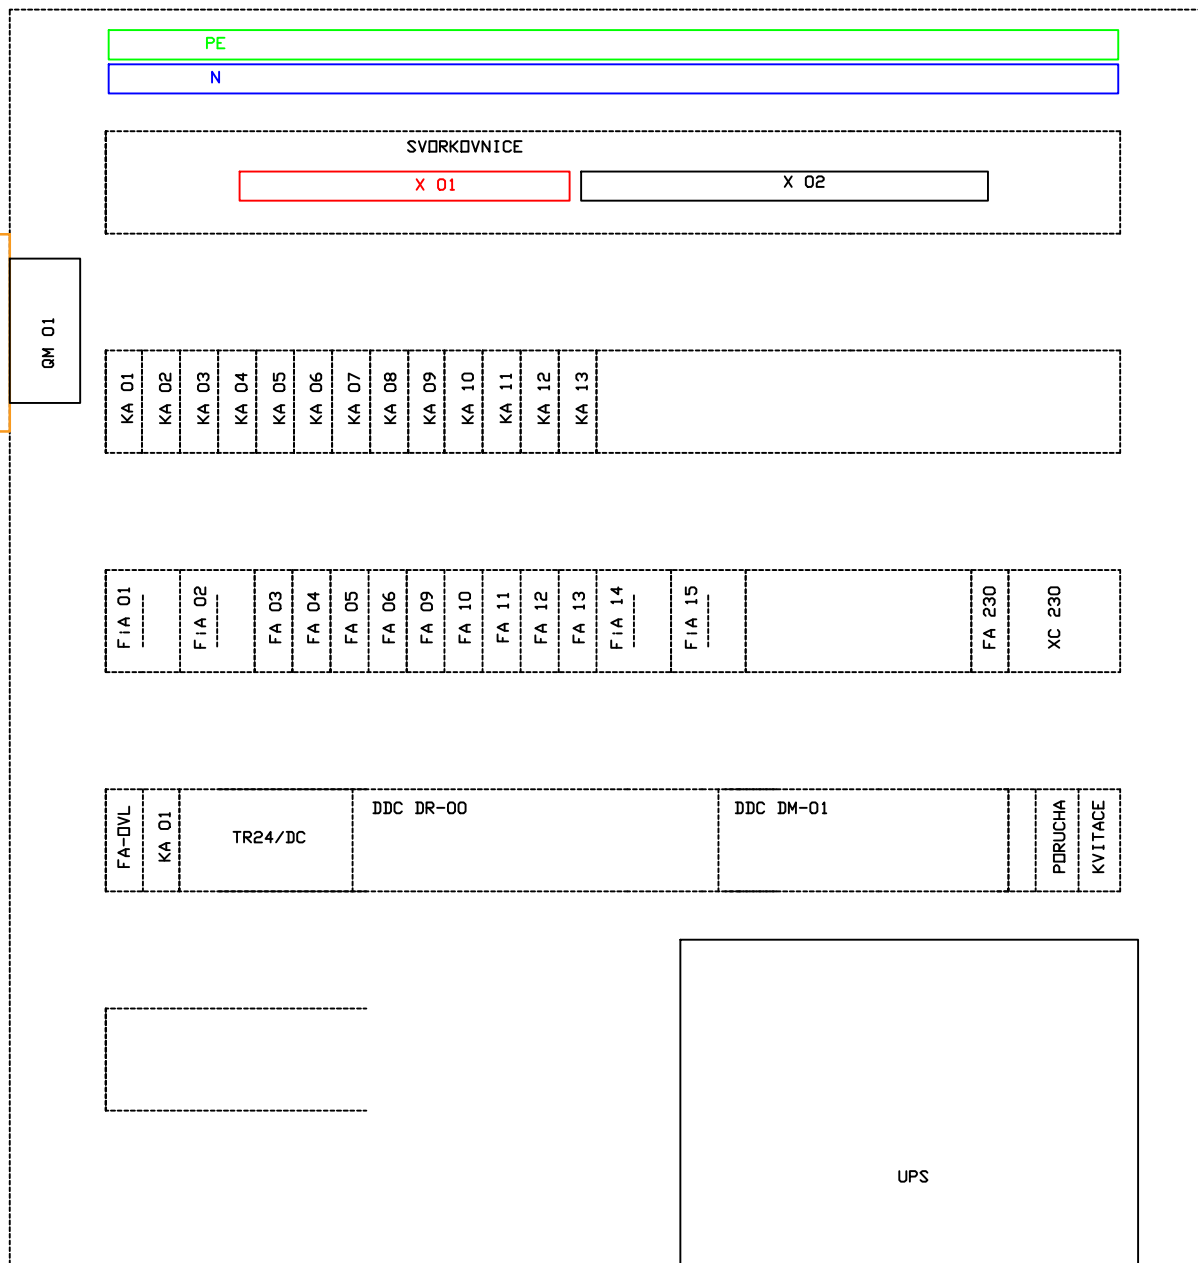 PE
N
SVORKOVNICE
X 01
X 02
QM 01
KA 01
KA 02
KA 03
KA 04
KA 05
KA 06
KA 07
KA 08
KA 09
KA 10
KA 11
KA 12
KA 13
FiA 01
FiA 02
FA 03
FA 04
FA 05
FA 06
FA 09
FA 10
FA 11
FA 12
FA 13
FiA 14
FiA 15
FA 230
XC 230
FA-OVL
KA 01
TR24/DC
DDC DR-00
DDC DM-01
PORUCHA
KVITACE
UPS